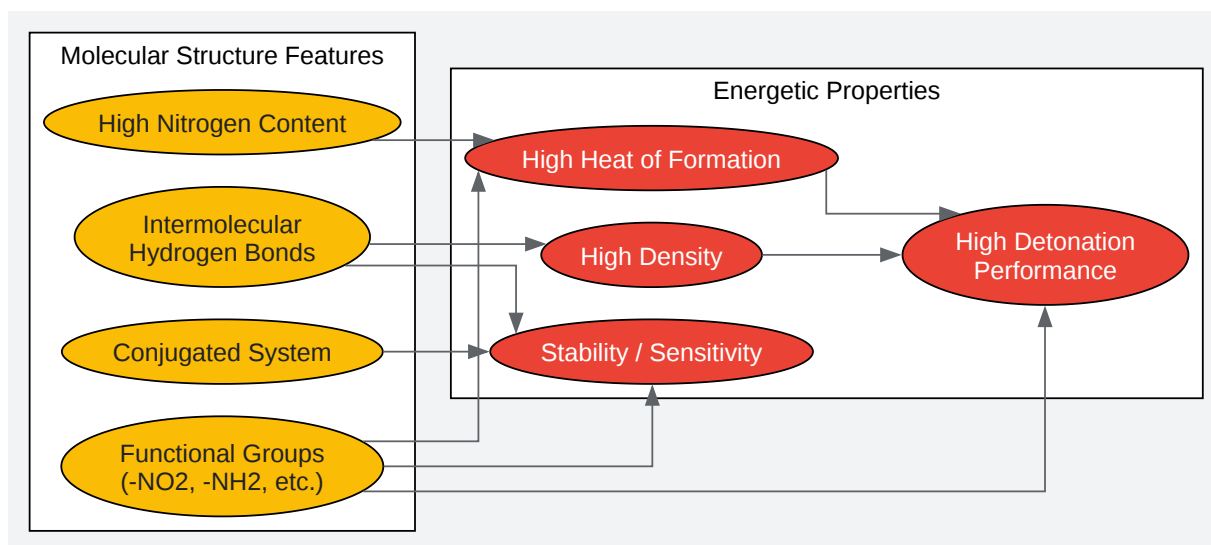 Molecular Structure Features
High Nitrogen Content
Intermolecular
Hydrogen Bonds
Conjugated System
Functional Groups
(-NO2, -NH2, etc.)
Energetic Properties
High Heat of Formation
High Density
Stability / Sensitivity
High Detonation
Performance